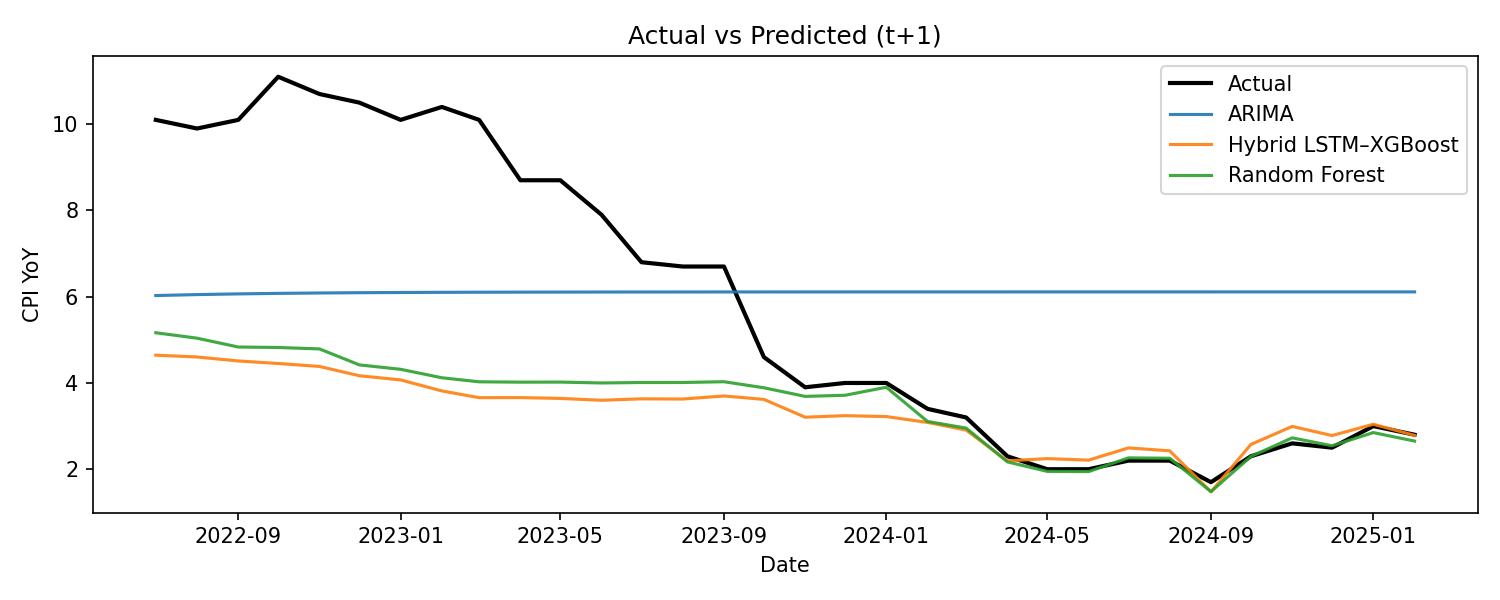 Actual vs Predicted (t+1)
Actual
ARIMA
Hybrid LSTM–XGBoost
Random Forest
CPI YoY
10
8
6
4
2
2022-09 2023-01 2023-05 2023-09 2024-01 2024-05 2024-09 2025-01
Date